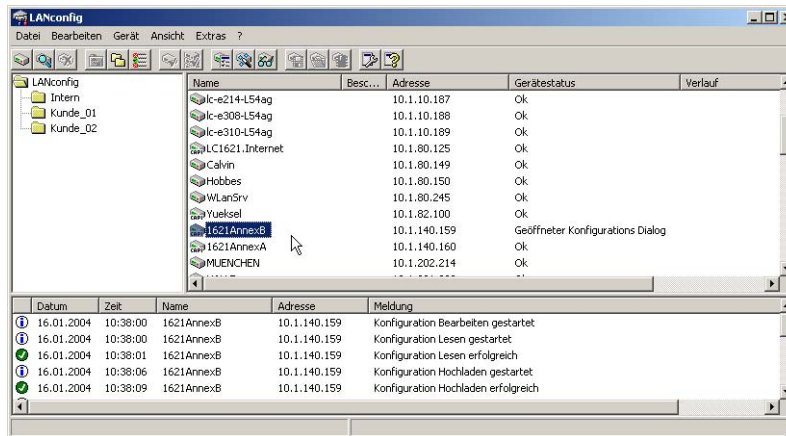 LANconfig
Datei Bearbeiten Gerät Ansicht Extras ?
LANconfig
Intern
Kunde_01
Kunde_02
Name Besc... Adresse Gerätestatus Verlauf
lc-e214-L54ag 10.1.10.187 Ok
lc-e308-L54ag 10.1.10.188 Ok
lc-e310-L54ag 10.1.10.189 Ok
LC1621.Internet 10.1.80.125 Ok
Calvin 10.1.80.149 Ok
Hobbes 10.1.80.150 Ok
WLanSrv 10.1.80.245 Ok
Yueksel 10.1.82.100 Ok
1621AnnexB 10.1.140.159 Geöffneter Konfigurations Dialog
1621AnnexA 10.1.140.160 Ok
MUENCHEN 10.1.202.214 Ok
Datum Zeit Name Adresse Meldung
16.01.2004 10:38:00 1621AnnexB 10.1.140.159 Konfiguration Bearbeiten gestartet
16.01.2004 10:38:00 1621AnnexB 10.1.140.159 Konfiguration Lesen gestartet
16.01.2004 10:38:01 1621AnnexB 10.1.140.159 Konfiguration Lesen erfolgreich
16.01.2004 10:38:06 1621AnnexB 10.1.140.159 Konfiguration Hochladen gestartet
16.01.2004 10:38:09 1621AnnexB 10.1.140.159 Konfiguration Hochladen erfolgreich